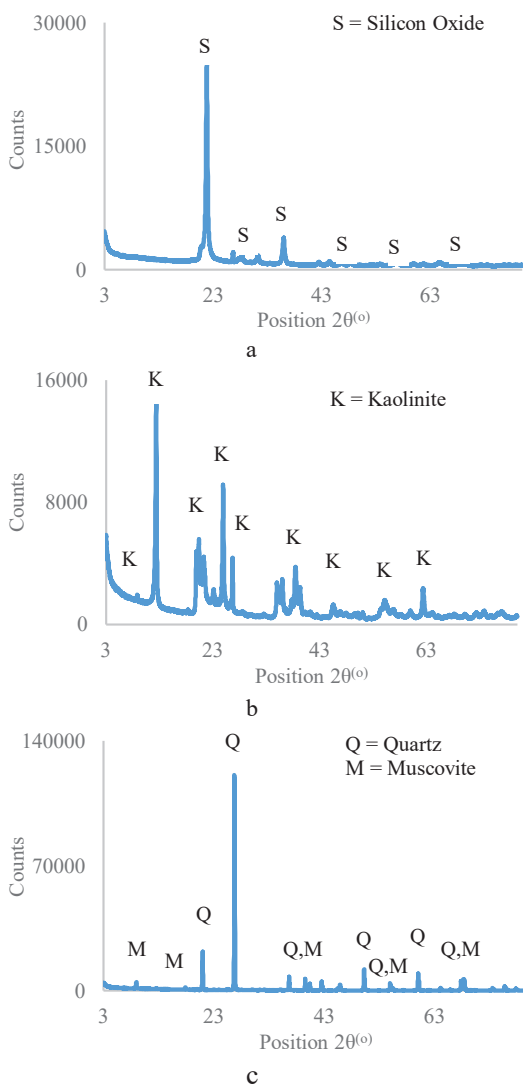 30000
S = Silicon Oxide
S
Counts
15000
S
S
S
S
S
0
3
23
43
63
Position 2θ(o)
a
16000
K
K = Kaolinite
K
Counts
8000
K
K
K
K
K
K
K
0
3
23
43
63
Position 2θ(o)
b
140000
Q
Q = Quartz
M = Muscovite
Counts
70000
Q
M
M
Q,M
Q
Q,M
Q
Q,M
0
3
23
43
63
Position 2θ(o)
c